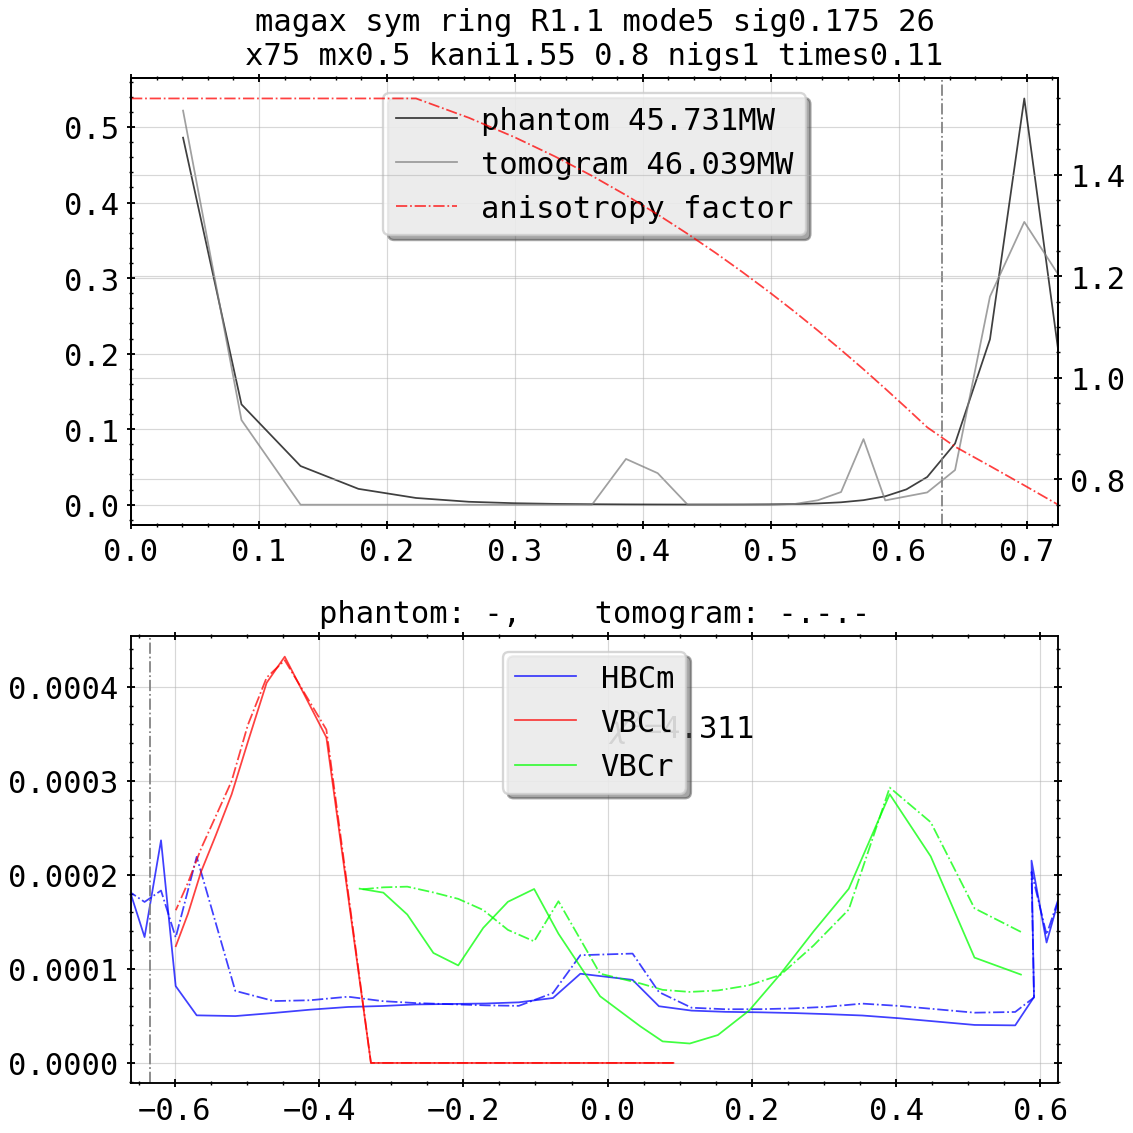 magax sym ring R1.1 mode5 sig0.175 26
x75 mx0.5 kani1.55 0.8 nigs1 times0.11
phantom 45.731MW
tomogram 46.039MW
anisotropy factor
0.5
0.4
0.3
0.2
0.1
0.0
1.4
1.2
1.0
0.8
0.0 0.1 0.2 0.3 0.4 0.5 0.6 0.7
phantom: -,    tomogram: -.-.-
HBCm
VBCl
VBCr
4.311
0.0004
0.0003
0.0002
0.0001
0.0000
−0.6 −0.4 −0.2 0.0 0.2 0.4 0.6